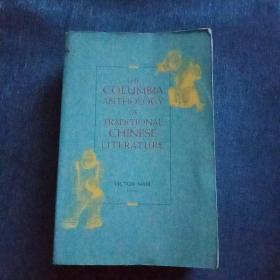 THE
COLUMBIA
ANTHOLOGY
OF
TRADITIONAL
CHINESE
LITERATURE
VICTOR MAIR